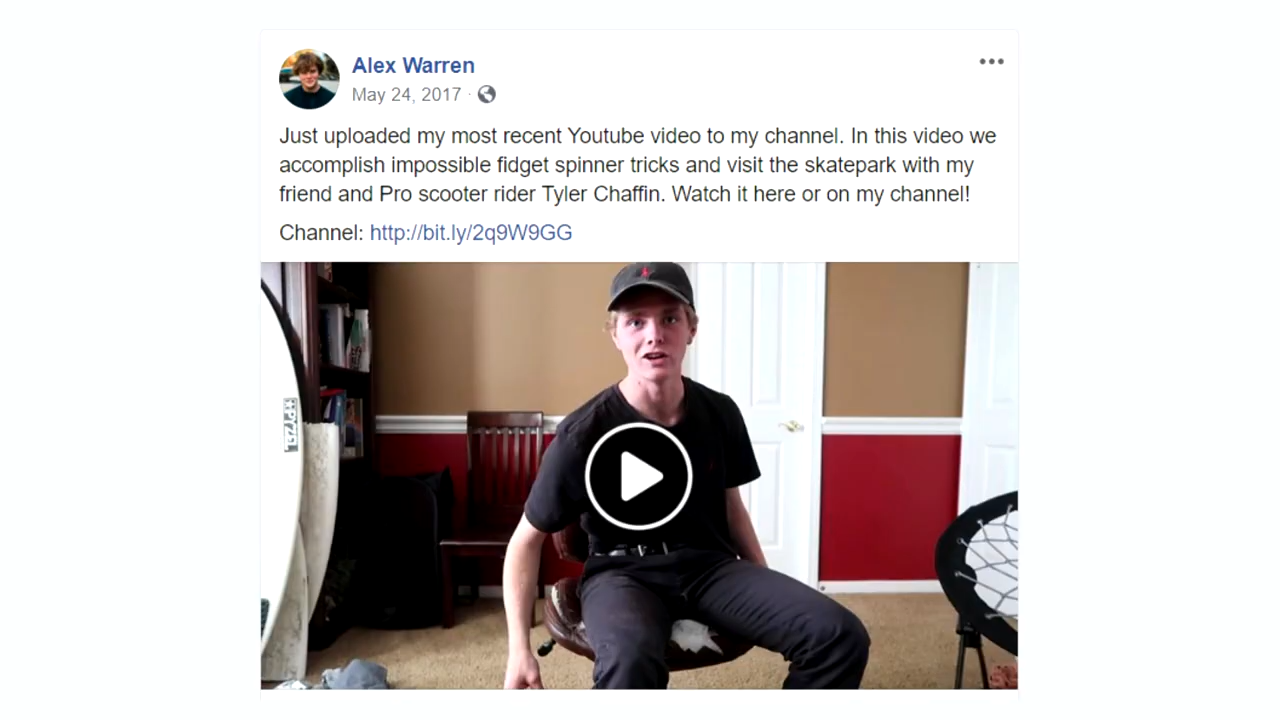 Alex Warren
May 24, 2017 ·
Just uploaded my most recent Youtube video to my channel. In this video we
accomplish impossible fidget spinner tricks and visit the skatepark with my
friend and Pro scooter rider Tyler Chaffin. Watch it here or on my channel!
Channel: http://bit.ly/2q9W9GG